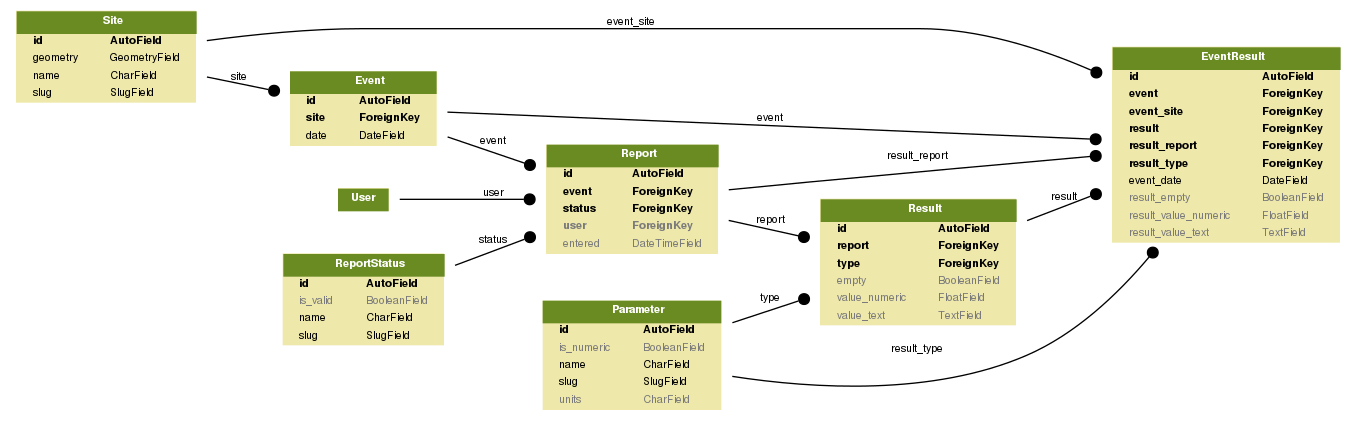 Site
id AutoField
geometry GeometryField
name CharField
slug SlugField
event_site
site
Event
id AutoField
site ForeignKey
date DateField
event
event
User
user
ReportStatus
id AutoField
is_valid BooleanField
name CharField
slug SlugField
status
Report
id AutoField
event ForeignKey
status ForeignKey
user ForeignKey
entered DateTimeField
result_report
report
Parameter
id AutoField
is_numeric BooleanField
name CharField
slug SlugField
units CharField
type
result_type
Result
id AutoField
report ForeignKey
type ForeignKey
empty BooleanField
value_numeric FloatField
value_text TextField
result
EventResult
id AutoField
event ForeignKey
event_site ForeignKey
result ForeignKey
result_report ForeignKey
result_type ForeignKey
event_date DateField
result_empty BooleanField
result_value_numeric FloatField
result_value_text TextField